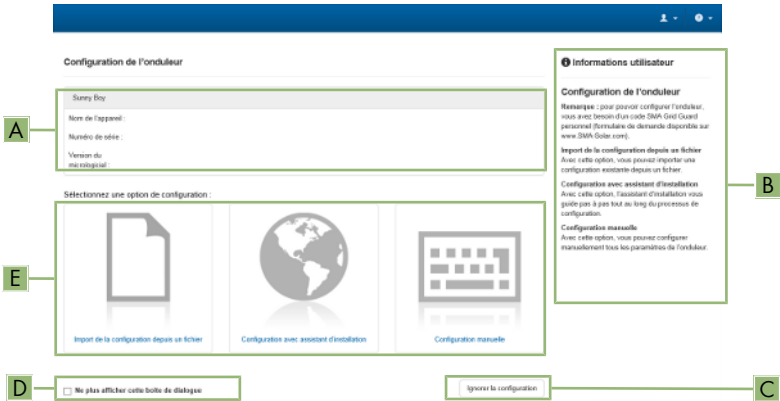 Configuration de l'onduleur
Sunny Boy
Nom de l'appareil :
Numéro de série :
Version du
micrologiciel :
A
Sélectionnez une option de configuration :
Import de la configuration depuis un fichier
Configuration avec assistant d'installation
Configuration manuelle
E
Ne plus afficher cette boîte de dialogue
D
Ignorer la configuration
C
Informations utilisateur
Configuration de l'onduleur
Remarque : pour pouvoir configurer l'onduleur,
vous avez besoin d'un code SMA Grid Guard
personnel (formulaire de demande disponible sur
www.SMA-Solar.com).
Import de la configuration depuis un fichier
Avec cette option, vous pouvez importer une
configuration existante depuis un fichier.
Configuration avec assistant d'installation
Avec cette option, l'assistant d'installation vous
guide pas à pas tout au long du processus de
configuration.
Configuration manuelle
Avec cette option, vous pouvez configurer
manuellement tous les paramètres de l'onduleur.
B